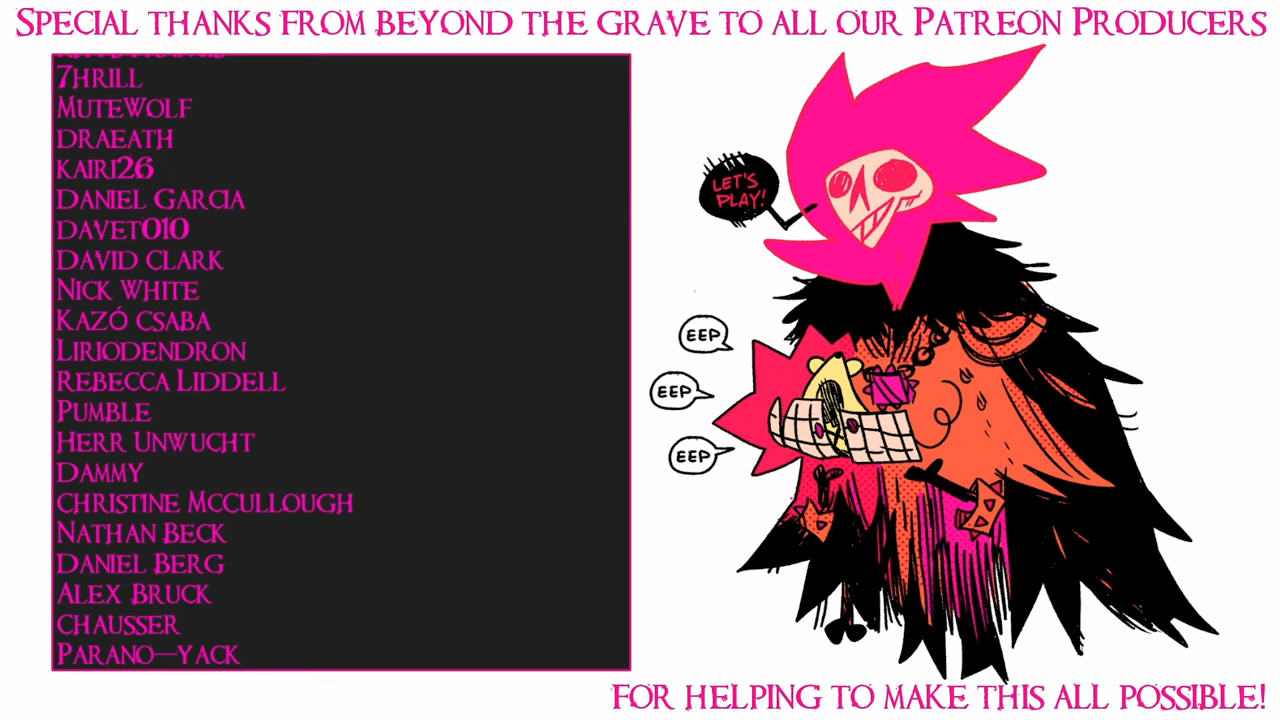 Special thanks from beyond the grave to all our Patreon Producers
7hrill
MuteWolf
draeath
kairi26
Daniel Garcia
davet010
david clark
Nick White
Kazó Csaba
Liriodendron
Rebecca Liddell
Pumble
Herr Unwucht
Dammy
Christine McCullough
Nathan Beck
Daniel Berg
Alex Bruck
chausser
Parano—yack
LET'S
PLAY!
EEP
EEP
EEP
for helping to make this all possible!